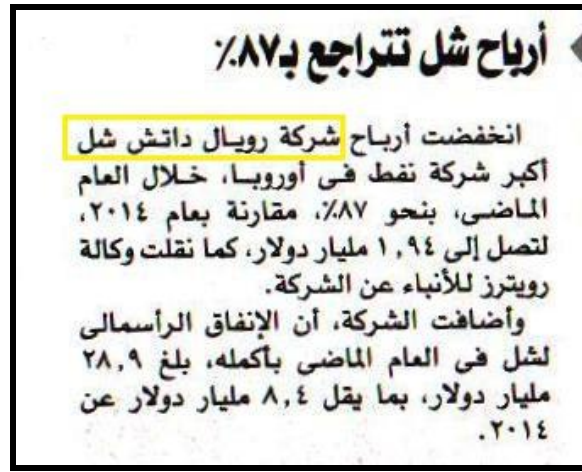 أرباح شل تتراجع بـ٨٧٪
انخفضت أرباح شركة رويال داتش شل
أكبر شركة نفط فى أوروبا، خلال العام
الماضى، بنحو ٨٧٪، مقارنة بعام ٢٠١٤،
لتصل إلى ١,٩٤ مليار دولار، كما نقلت وكالة
رويترز للأنباء عن الشركة.
وأضافت الشركة، أن الإنفاق الرأسمالى
لشل فى العام الماضى بأكمله، بلغ ٢٨,٩
مليار دولار، بما يقل ٨,٤ مليار دولار عن
٢٠١٤.